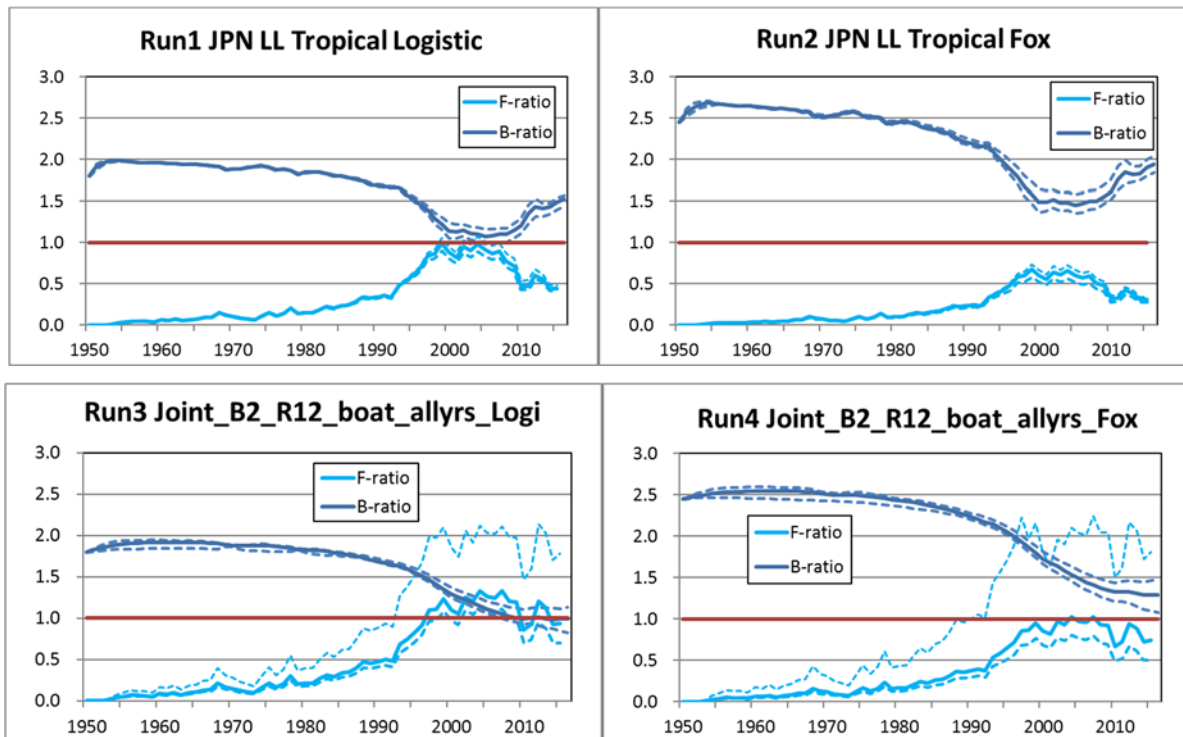 Run1 JPN LL Tropical Logistic
3.0
2.5
2.0
1.5
1.0
0.5
0.0
F-ratio
B-ratio
1950 1960 1970 1980 1990 2000 2010
Run2 JPN LL Tropical Fox
3.0
2.5
2.0
1.5
1.0
0.5
0.0
F-ratio
B-ratio
1950 1960 1970 1980 1990 2000 2010
Run3 Joint_B2_R12_boat_allyrs_Logi
3.0
2.5
2.0
1.5
1.0
0.5
0.0
F-ratio
B-ratio
1950 1960 1970 1980 1990 2000 2010
Run4 Joint_B2_R12_boat_allyrs_Fox
3.0
2.5
2.0
1.5
1.0
0.5
0.0
F-ratio
B-ratio
1950 1960 1970 1980 1990 2000 2010